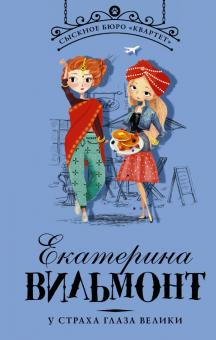 СЫСКНОЕ БЮРО «КВАРТЕТ»
Екатерина
ВИЛЬМОНТ
У СТРАХА ГЛАЗА ВЕЛИКИ